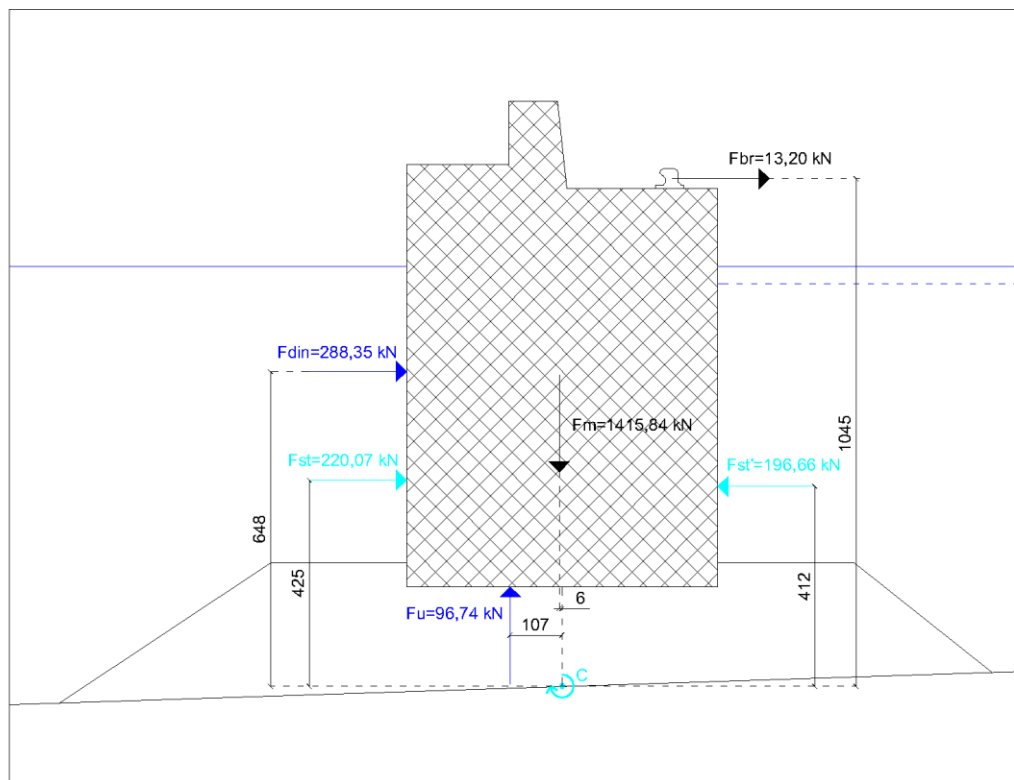 Fbr=13,20 kN
Fdin=288,35 kN
Fm=1415,84 kN
1045
Fst=220,07 kN
Fst'=196,66 kN
648
425
412
6
Fu=96,74 kN
107
C